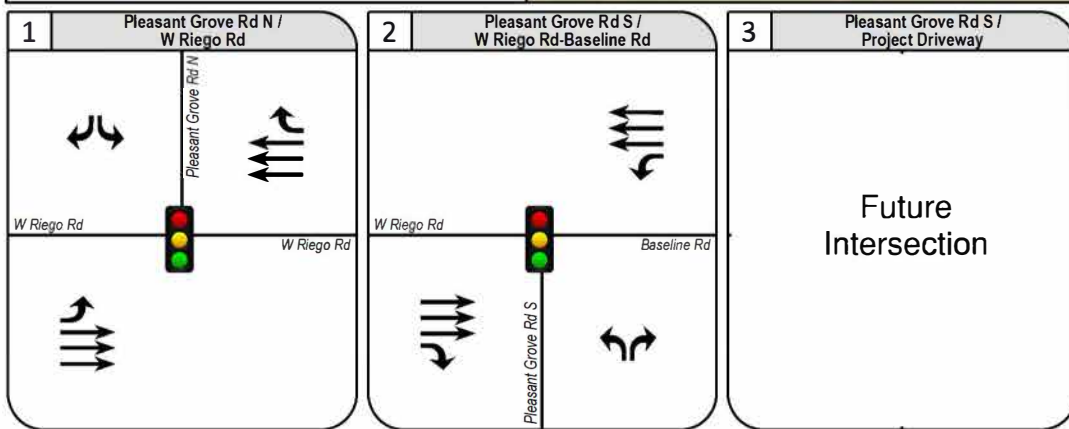 1
Pleasant Grove Rd N /
W Riego Rd
Pleasant Grove Rd N
W Riego Rd
W Riego Rd
2
Pleasant Grove Rd S /
W Riego Rd-Baseline Rd
W Riego Rd
Baseline Rd
Pleasant Grove Rd S
3
Pleasant Grove Rd S /
Project Driveway
Future
Intersection